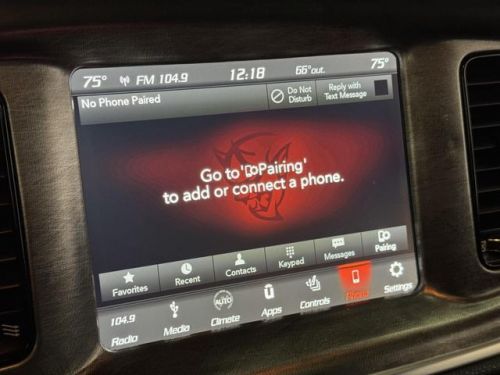 75° FM 104.9 12:18 66°out. 75°
No Phone Paired
Do Not
Disturb
Reply with
Text Message
Go to 'Pairing'
to add or connect a phone.
Favorites Recent Contacts Keypad Messages Pairing
104.9
AUTO
Radio Media Climate Apps Controls Phone Settings